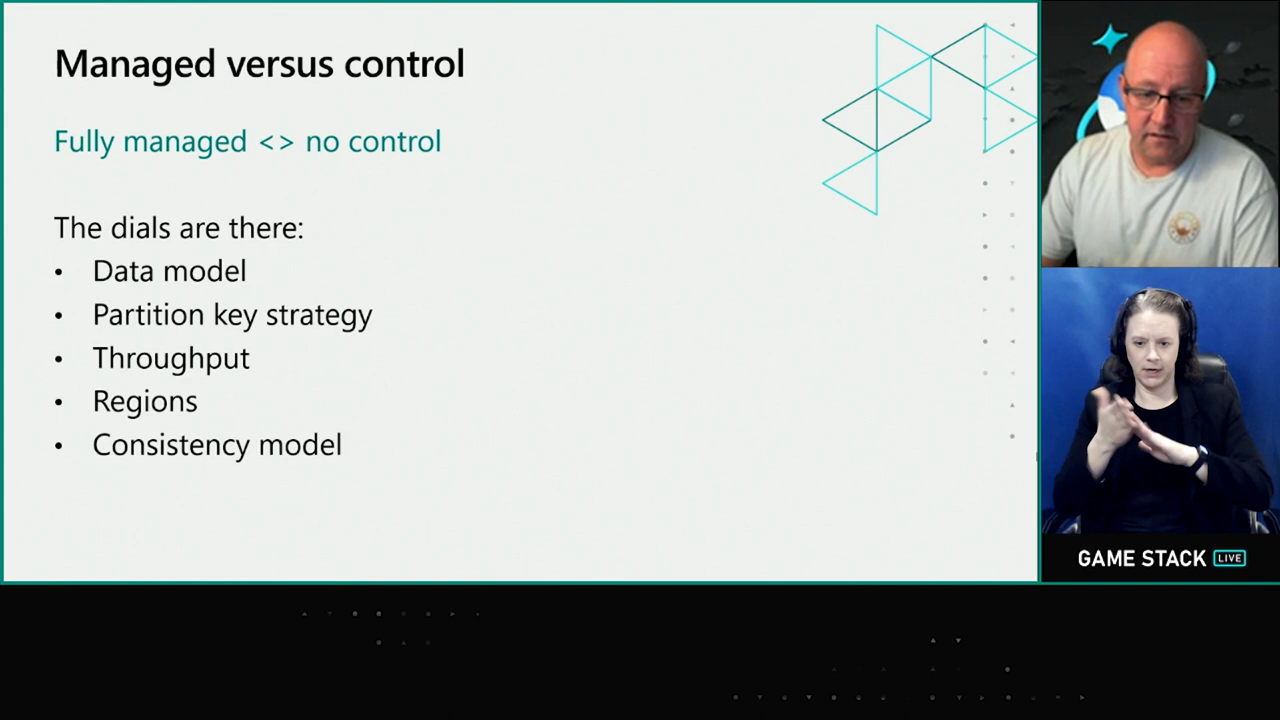 Managed versus control
Fully managed <> no control
The dials are there:
• Data model
• Partition key strategy
• Throughput
• Regions
• Consistency model
GAME STACK LIVE